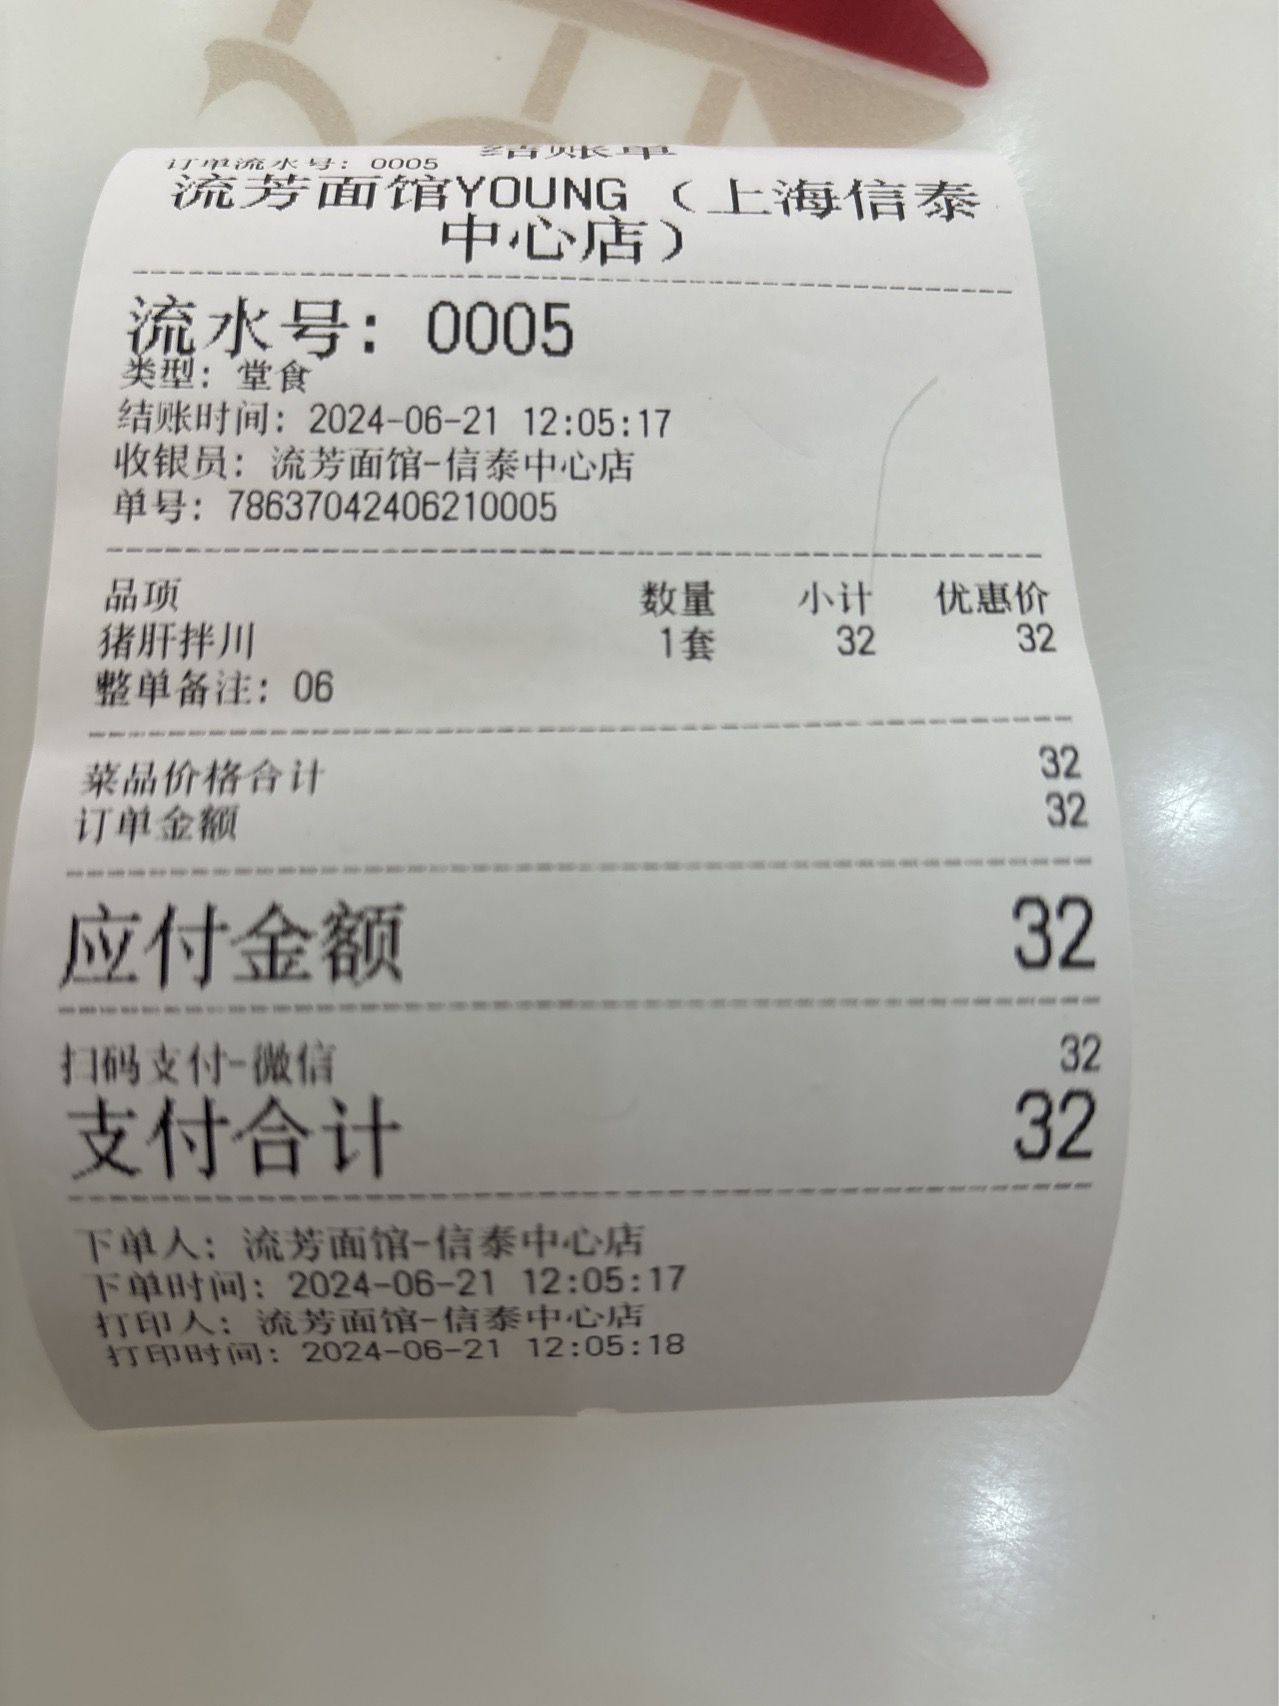 结账单
订单流水号: 0005
流芳面馆YOUNG（上海信泰
中心店）
流水号: 0005
类型: 堂食
结账时间: 2024-06-21 12:05:17
收银员: 流芳面馆-信泰中心店
单号: 78637042406210005
品项 数量 小计 优惠价
猪肝拌川 1套 32 32
整单备注: 06
菜品价格合计 32
订单金额 32
应付金额 32
扫码支付-微信 32
支付合计 32
下单人: 流芳面馆-信泰中心店
下单时间: 2024-06-21 12:05:17
打印人: 流芳面馆-信泰中心店
打印时间: 2024-06-21 12:05:18